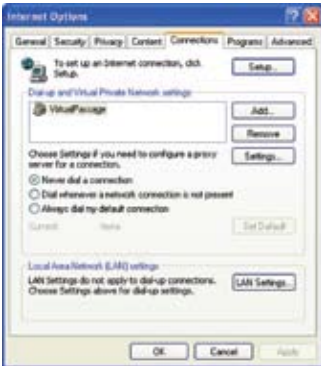 Internet Options
General Security Privacy Content Connections Programs Advanced
To set up an Internet connection, click
Setup.
Setup...
Dial-up and Virtual Private Network settings
VirtualPassage
Add...
Remove
Choose Settings if you need to configure a proxy
server for a connection.
Settings...
Never dial a connection
Dial whenever a network connection is not present
Always dial my default connection
Current: None
Set Default
Local Area Network (LAN) settings
LAN Settings do not apply to dial-up connections.
Choose Settings above for dial-up settings.
LAN Settings...
OK Cancel Apply